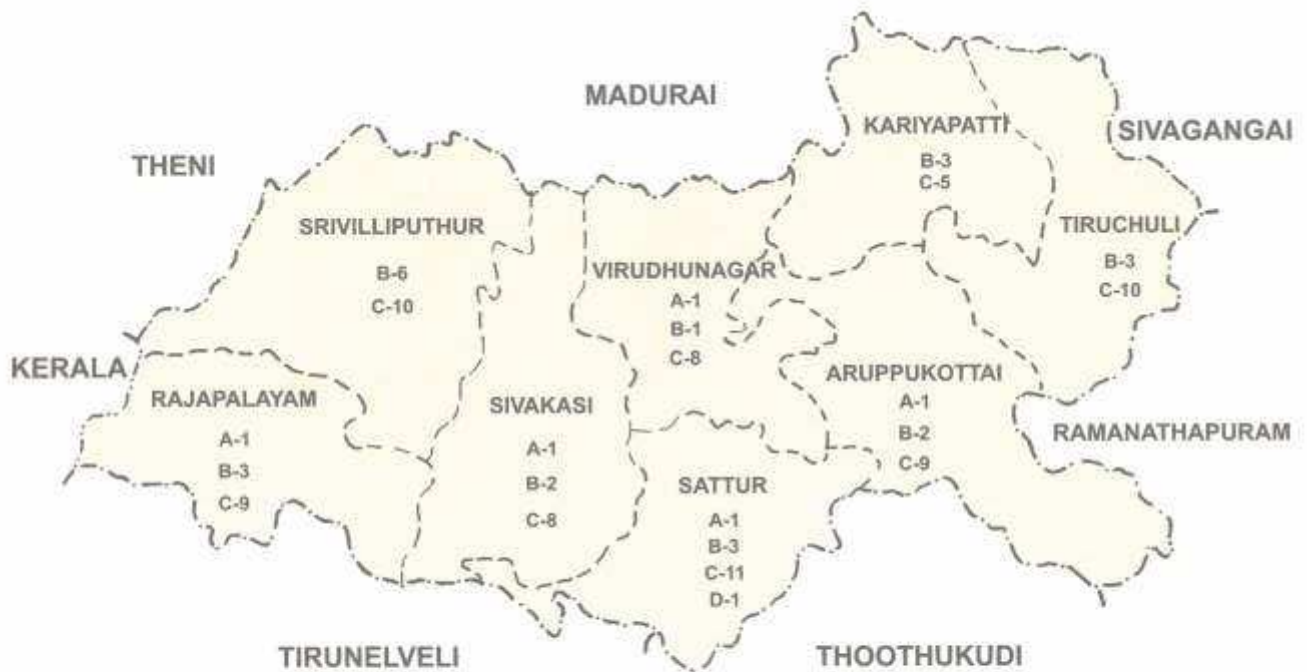 MADURAI
KARIYAPATTI
B-3
C-5
SIVAGANGAI
THENI
SRIVILLIPUTHUR
B-6
C-10
TIRUCHULI
B-3
C-10
VIRUDHUNAGAR
A-1
B-1
C-8
KERALA
RAJAPALAYAM
A-1
B-3
C-9
SIVAKASI
A-1
B-2
C-8
ARUPPUKOTTAI
A-1
B-2
C-9
RAMANATHAPURAM
SATTUR
A-1
B-3
C-11
D-1
TIRUNELVELI
THOOTHUKUDI